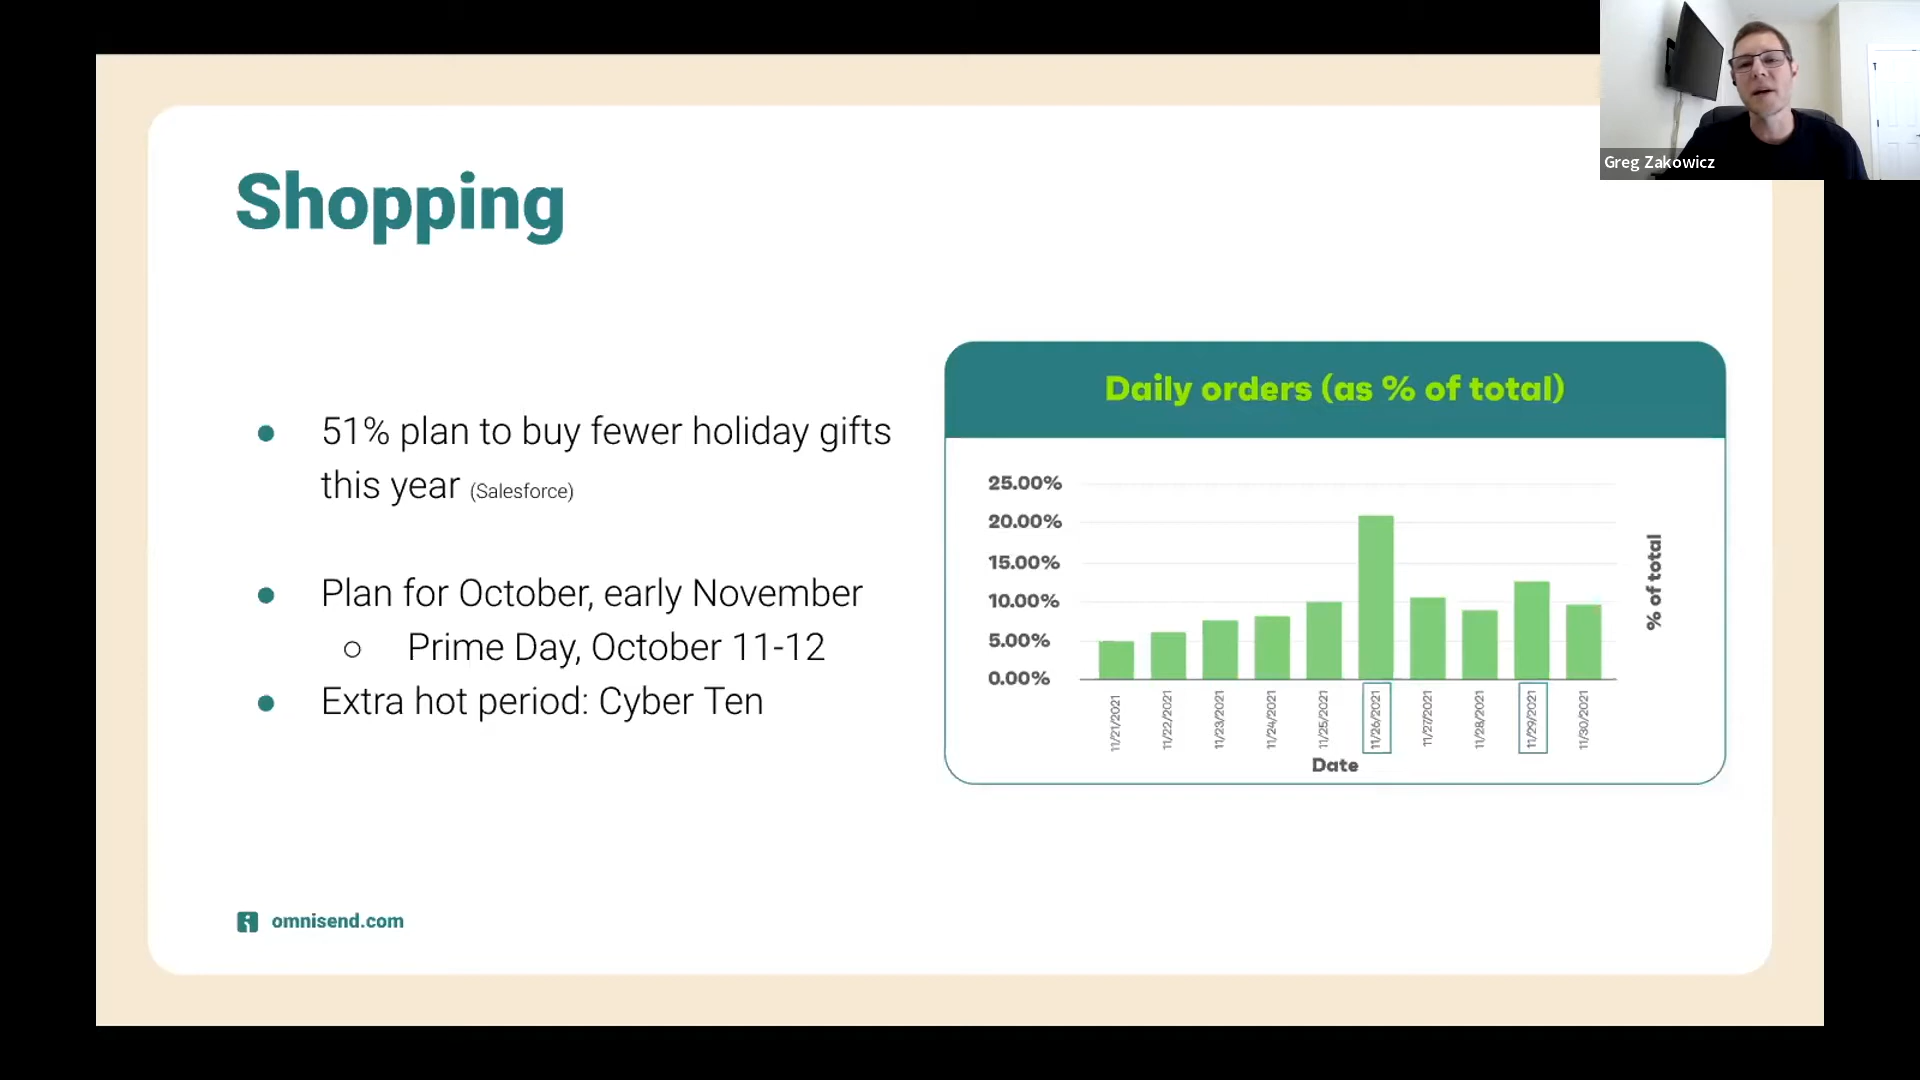 Greg Zakowicz
Shopping
● 51% plan to buy fewer holiday gifts
this year (Salesforce)
● Plan for October, early November
○ Prime Day, October 11-12
● Extra hot period: Cyber Ten
Daily orders (as % of total)
25.00%
20.00%
15.00%
10.00%
5.00%
0.00%
11/21/2021
11/22/2021
11/23/2021
11/24/2021
11/25/2021
11/26/2021
11/27/2021
11/28/2021
11/29/2021
11/30/2021
Date
% of total
omnisend.com